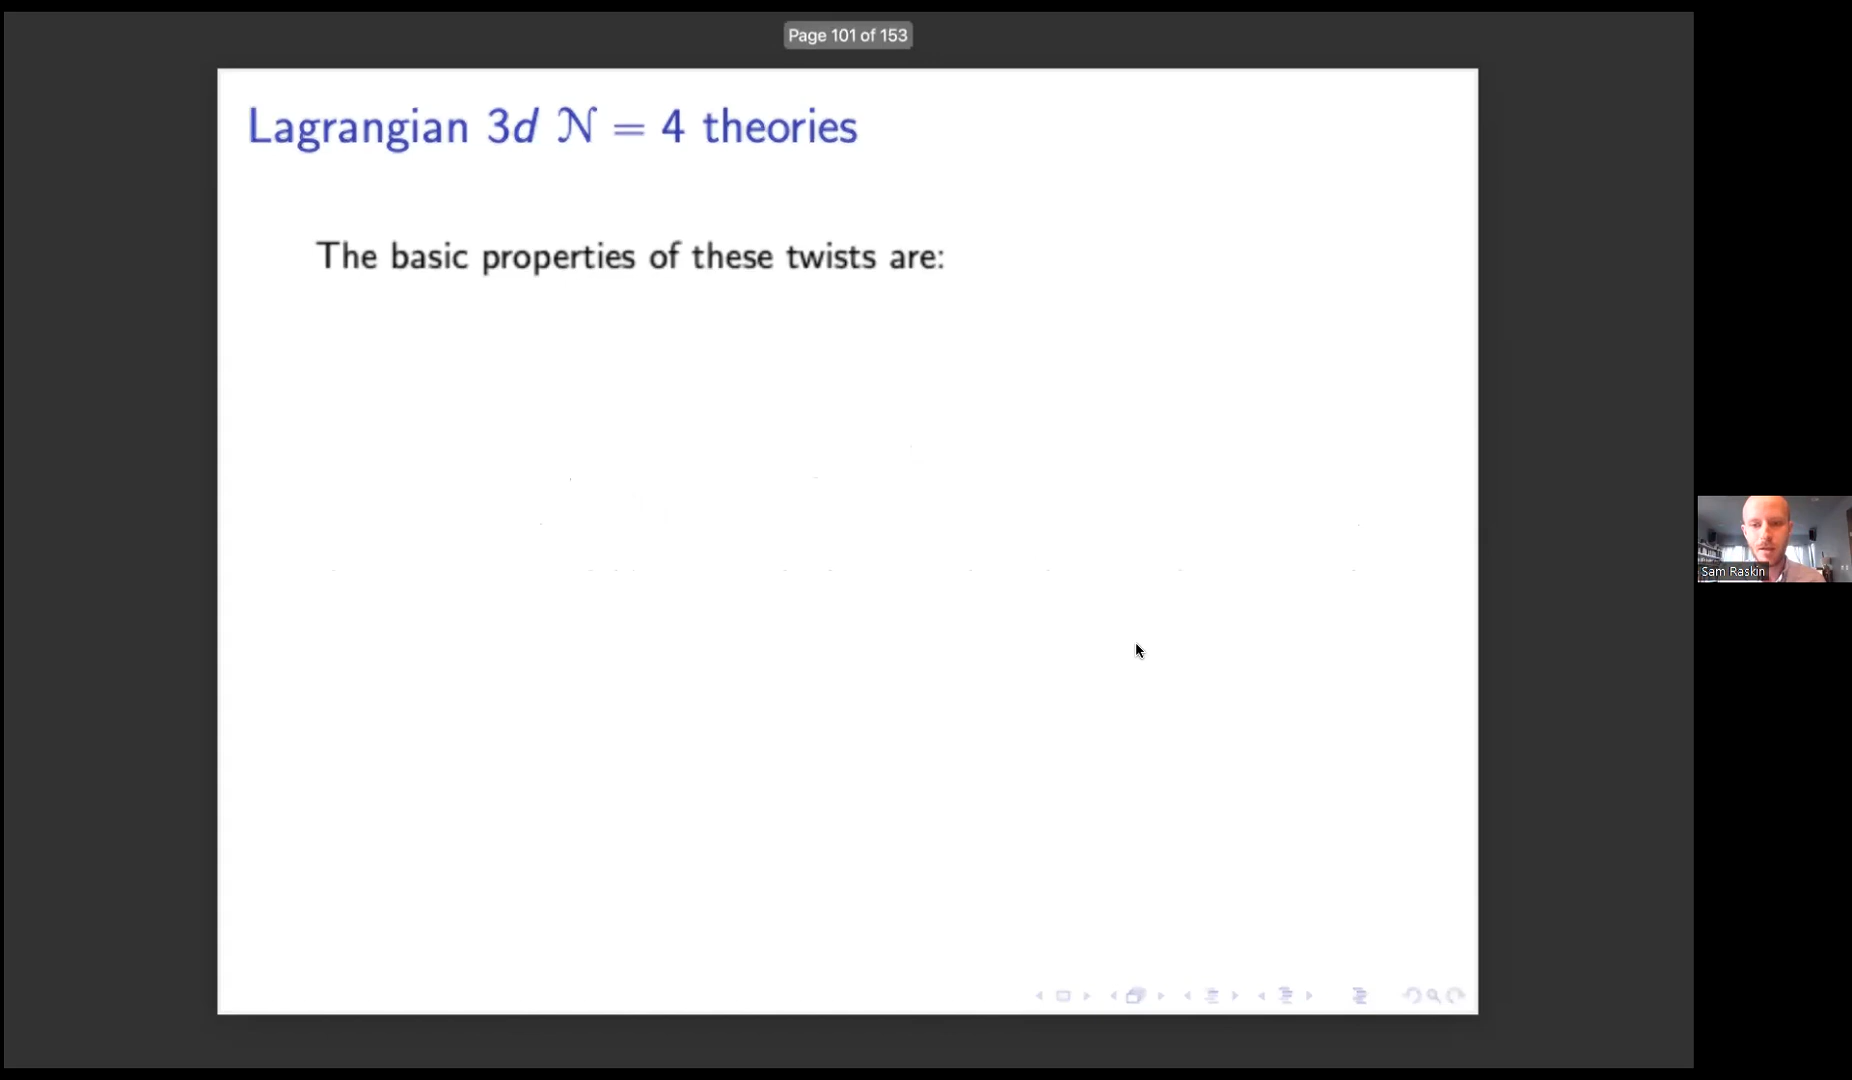 Page 101 of 153
Lagrangian 3d N = 4 theories
The basic properties of these twists are:
Sam Raskin